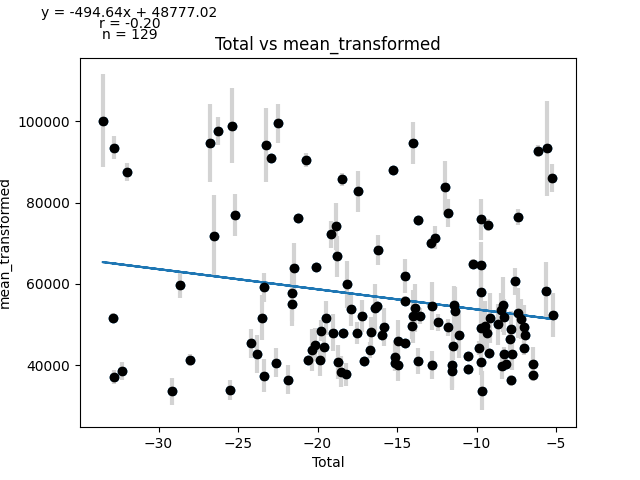 y = -494.64x + 48777.02
r = -0.20
n = 129
Total vs mean_transformed
mean_transformed
100000
80000
60000
40000
−30
−25
−20
−15
−10
−5
Total